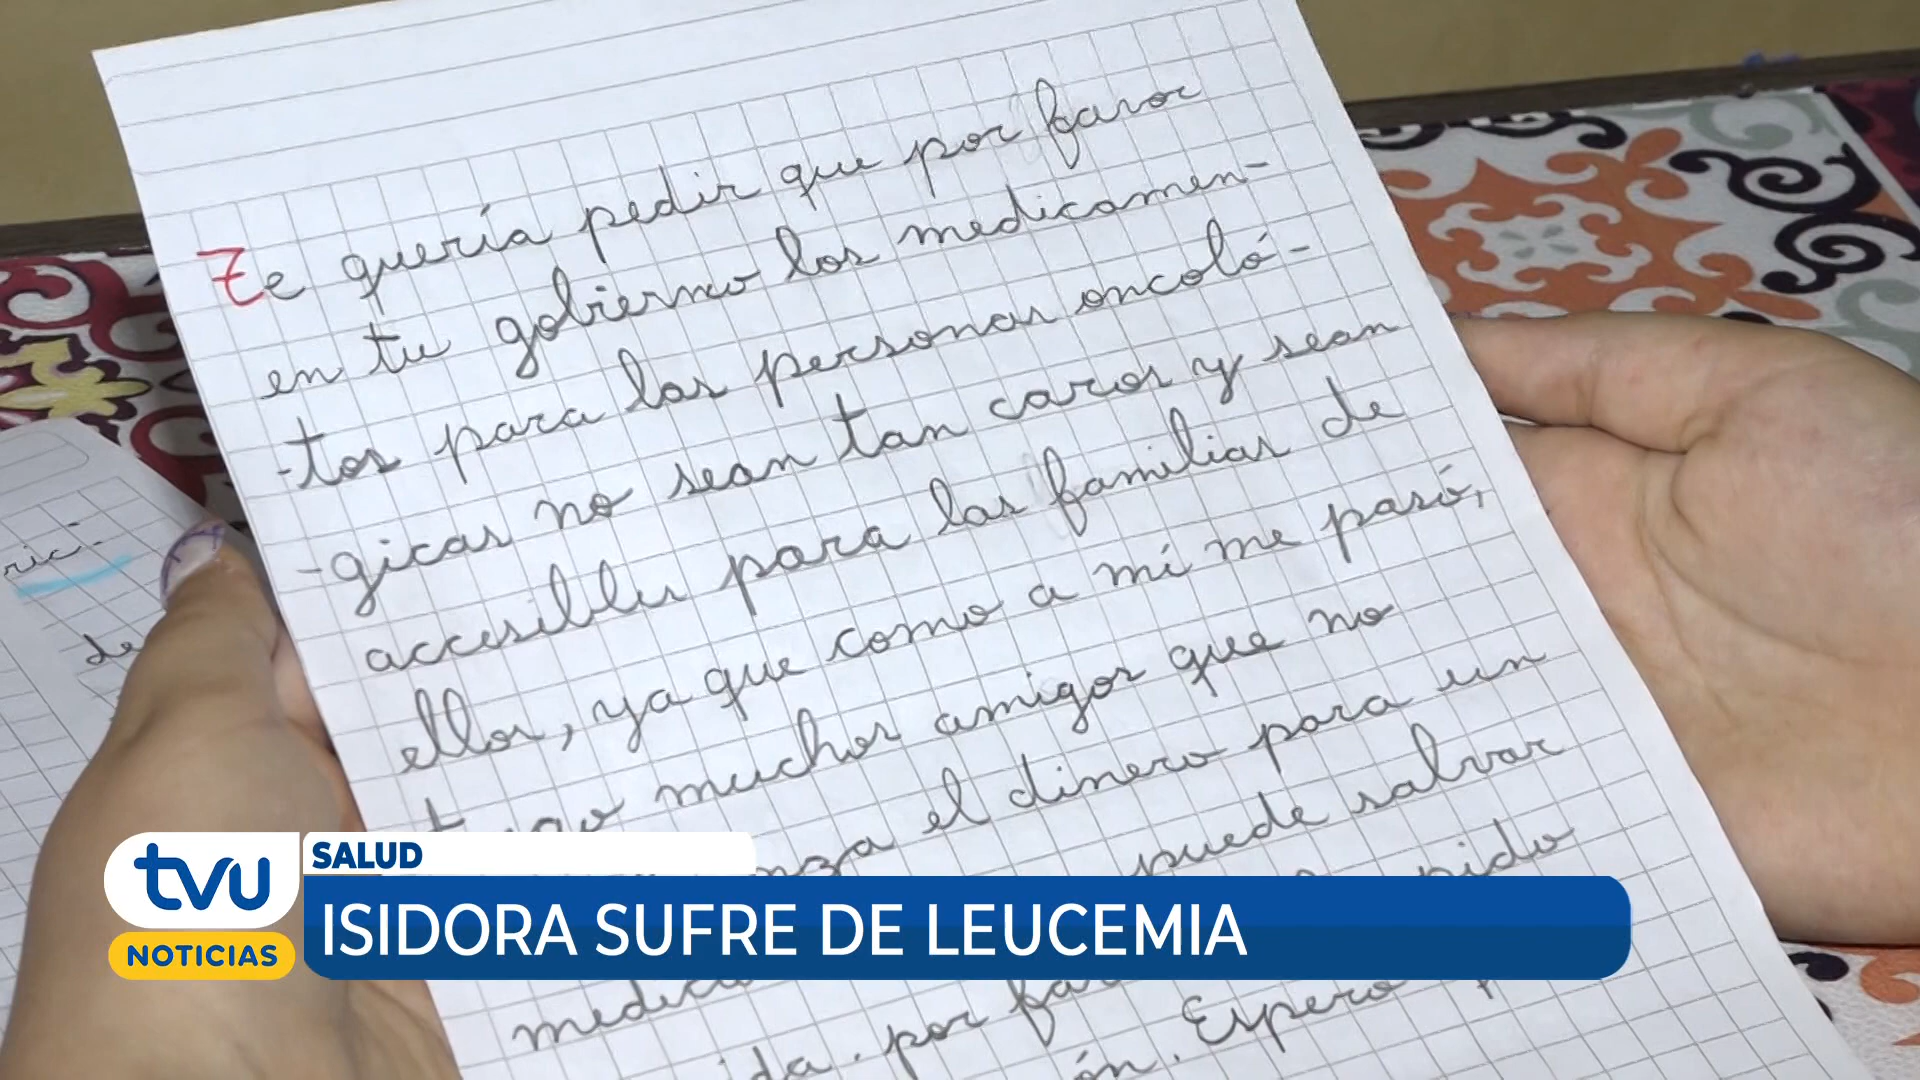 Te quería pedir que por favor
en tu gobierno los medicamen-
-tos para las personas oncoló-
-gicas no sean tan caros y sean
accesibles para las familias de
ellos, ya que como a mí me pasó,
muchos amigos que no
el dinero para un
puede salvar
pido
por
. Espero
de
SALUD
tvu
NOTICIAS
ISIDORA SUFRE DE LEUCEMIA